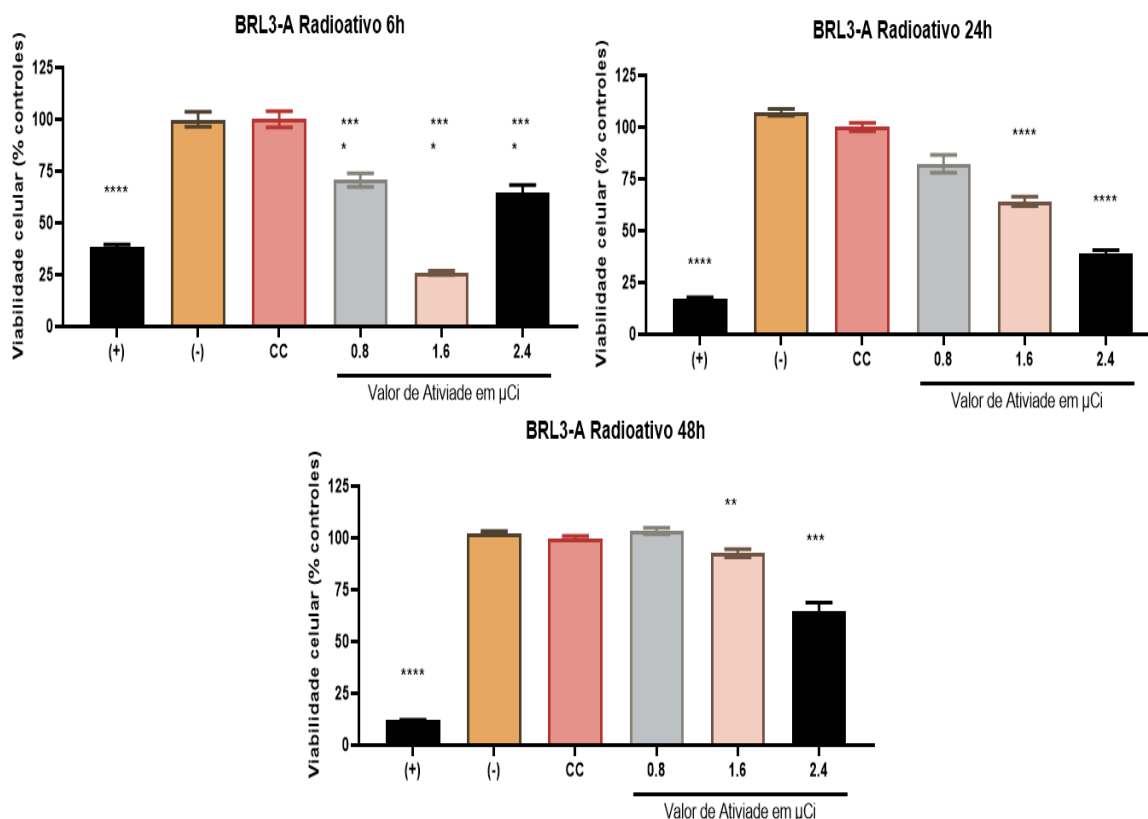 BRL3-A Radioativo 6h
Viabilidade celular (% controles)
125
100
75
50
25
0
****
***
*
***
*
***
*
(+) (-) CC 0.8 1.6 2.4
Valor de Ativiade em µCi
BRL3-A Radioativo 24h
Viabilidade celular (% controles)
125
100
75
50
25
0
****
****
****
(+) (-) CC 0.8 1.6 2.4
Valor de Ativiade em µCi
BRL3-A Radioativo 48h
Viabilidade celular (% controles)
125
100
75
50
25
0
****
**
***
(+) (-) CC 0.8 1.6 2.4
Valor de Ativiade em µCi